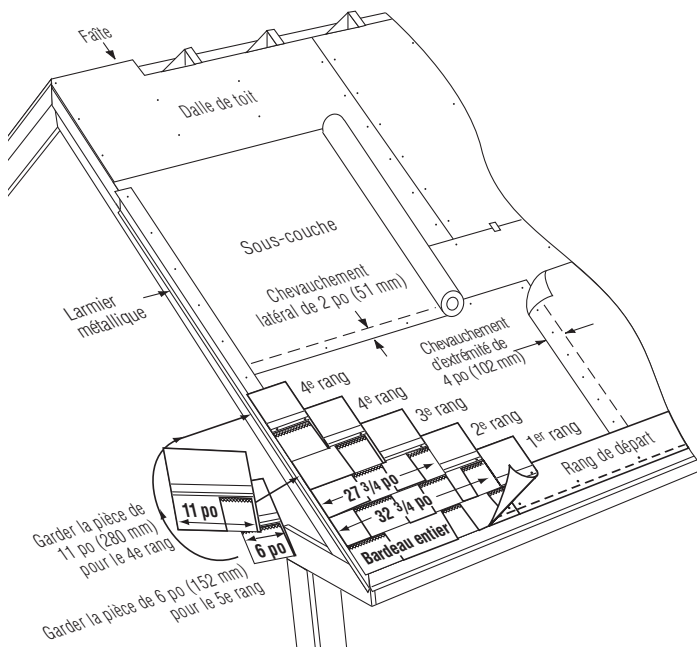 Faîte
Dalle de toit
Sous-couche
Chevauchement
latéral de 2 po (51 mm)
Larmier
métallique
Chevauchement
d'extrémité de
4 po (102 mm)
4e rang
4e rang
3e rang
2e rang
1er rang
Rang de départ
27 3/4 po
32 3/4 po
Bardeau entier
11 po
6 po
Garder la pièce de
11 po (280 mm)
pour le 4e rang
Garder la pièce de 6 po (152 mm)
pour le 5e rang